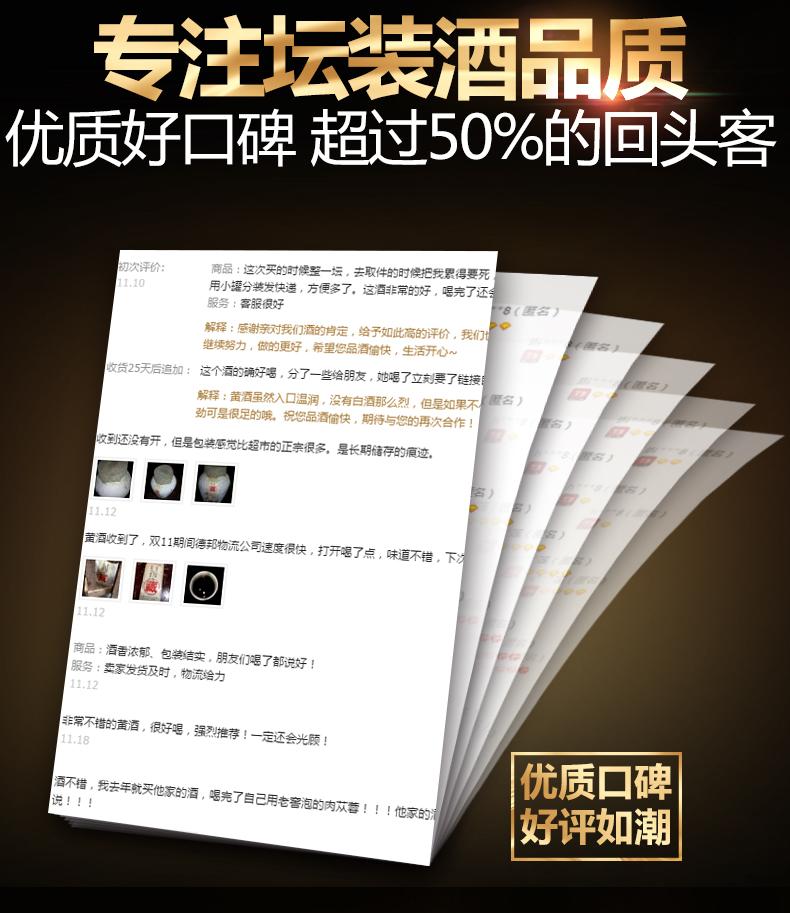 专注坛装酒品质
优质好口碑 超过50%的回头客
初次评价:
11.10
商品：这次买的时候整一坛，去取件的时候把我累得要死
用小罐分装发快递，方便多了。这酒非常的好，喝完了还会
服务：客服很好
解释：感谢亲对我们酒的肯定，给予如此高的评价，我们也
继续努力，做的更好，希望您品酒愉快，生活开心~
收货25天后追加：
这个酒的确好喝，分了一些给朋友，她喝了立刻要了链接
解释：黄酒虽然入口温润，没有白酒那么烈，但是如果不
劲可是很足的哦。祝您品酒愉快，期待与您的再次合作！
收到还没有开，但是包装感觉比超市的正宗很多。是长期储存的痕迹。
11.12
黄酒收到了，双11期间德邦物流公司速度很快，打开喝了点，味道不错，下次
藏
11.12
商品：酒香浓郁、包装结实，朋友们喝了都说好！
服务：卖家发货及时，物流给力
11.12
非常不错的黄酒，很好喝，强烈推荐！一定还会光顾！
11.18
酒不错，我去年就买他家的酒，喝完了自己用老窖泡的肉苁蓉！！！他家的酒
说！！！
**8（匿名）
优质口碑
好评如潮